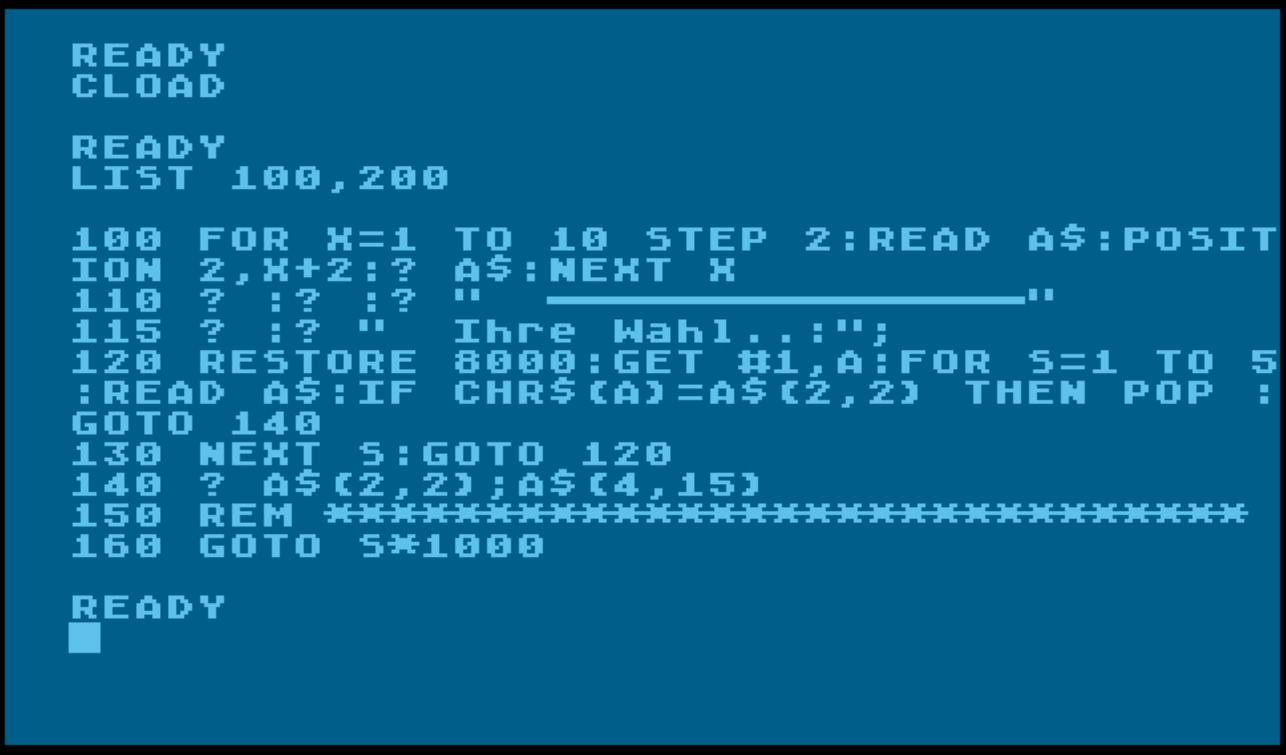 READY
CLOAD
READY
LIST 100,200
100 FOR X=1 TO 10 STEP 2:READ A$:POSIT
ION 2,X+2:? A$:NEXT X
110 ? :? :? "  ───────────────"
115 ? :? "  Ihre Wahl..:";
120 RESTORE 8000:GET #1,A:FOR S=1 TO 5
:READ A$:IF CHR$(A)=A$(2,2) THEN POP :
GOTO 140
130 NEXT S:GOTO 120
140 ? A$(2,2);A$(4,15)
150 REM *****************************
160 GOTO S*1000
READY